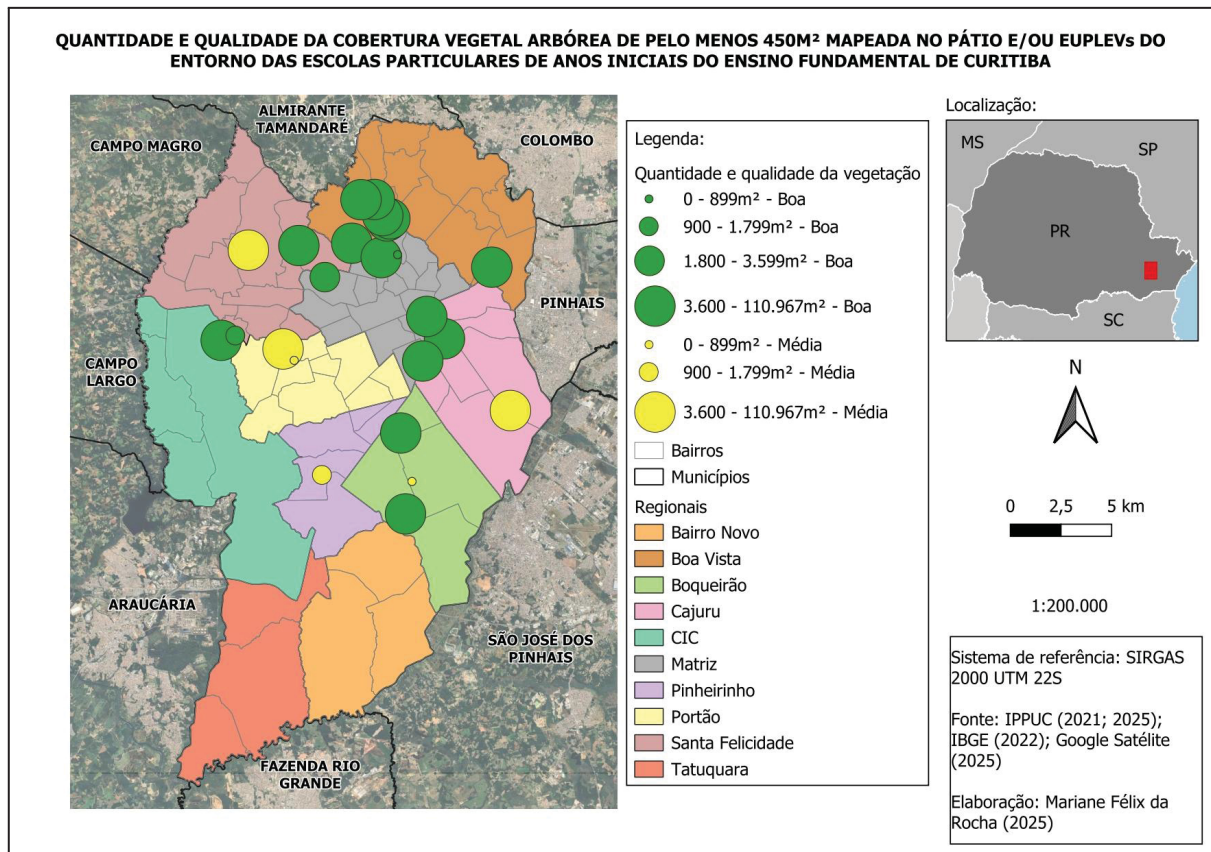 QUANTIDADE E QUALIDADE DA COBERTURA VEGETAL ARBÓREA DE PELO MENOS 450M² MAPEADA NO PÁTIO E/OU EUPLEVs DO
ENTORNO DAS ESCOLAS PARTICULARES DE ANOS INICIAIS DO ENSINO FUNDAMENTAL DE CURITIBA
ALMIRANTE
TAMANDARÉ
CAMPO MAGRO
COLOMBO
PINHAIS
CAMPO
LARGO
ARAUCÁRIA
SÃO JOSÉ DOS
PINHAIS
FAZENDA RIO
GRANDE
Legenda:
Quantidade e qualidade da vegetação
0 - 899m² - Boa
900 - 1.799m² - Boa
1.800 - 3.599m² - Boa
3.600 - 110.967m² - Boa
0 - 899m² - Média
900 - 1.799m² - Média
3.600 - 110.967m² - Média
Bairros
Municípios
Regionais
Bairro Novo
Boa Vista
Boqueirão
Cajuru
CIC
Matriz
Pinheirinho
Portão
Santa Felicidade
Tatuquara
Localização:
MS
SP
PR
SC
N
0 2,5 5 km
1:200.000
Sistema de referência: SIRGAS
2000 UTM 22S
Fonte: IPPUC (2021; 2025);
IBGE (2022); Google Satélite
(2025)
Elaboração: Mariane Félix da
Rocha (2025)